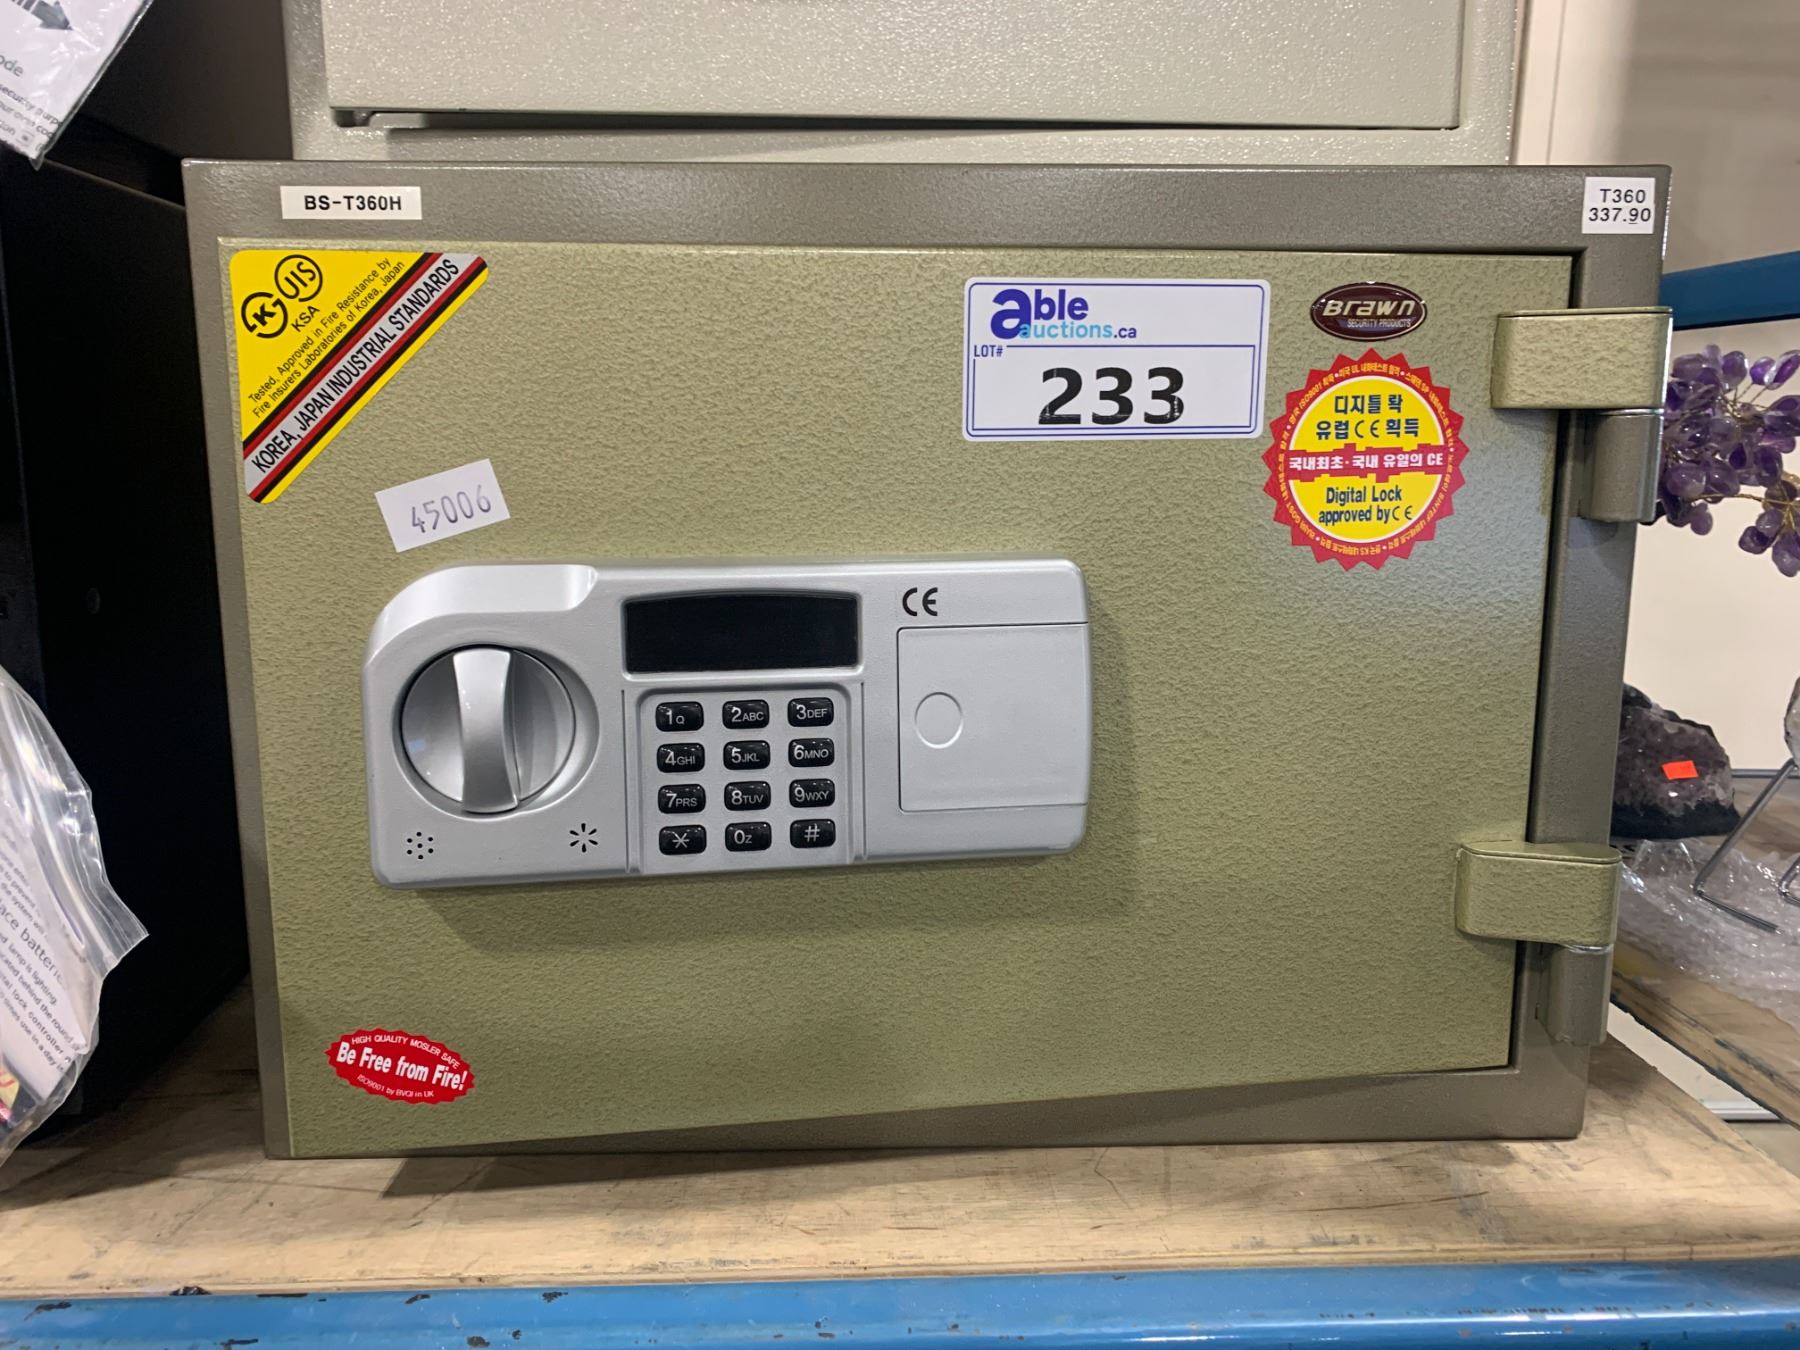 BS-T360H
T360
337.90
K JIS
KSA
Tested, Approved in Fire Resistance by
Fire Insurers Laboratories of Korea, Japan
KOREA, JAPAN INDUSTRIAL STANDARDS
able
auctions.ca
LOT#
233
Brawn
SECURITY PRODUCTS
디지틀 롹
유럽 CE 획득
국내최초·국내 유일의 CE
Digital Lock
approved by CE
45006
CE
1Q 2ABC 3DEF
4GHI 5JKL 6MNO
7PRS 8TUV 9WXY
* 0Z #
HIGH QUALITY MOSLER SAFE
Be Free from Fire!
ISO9001 by BVQI in UK